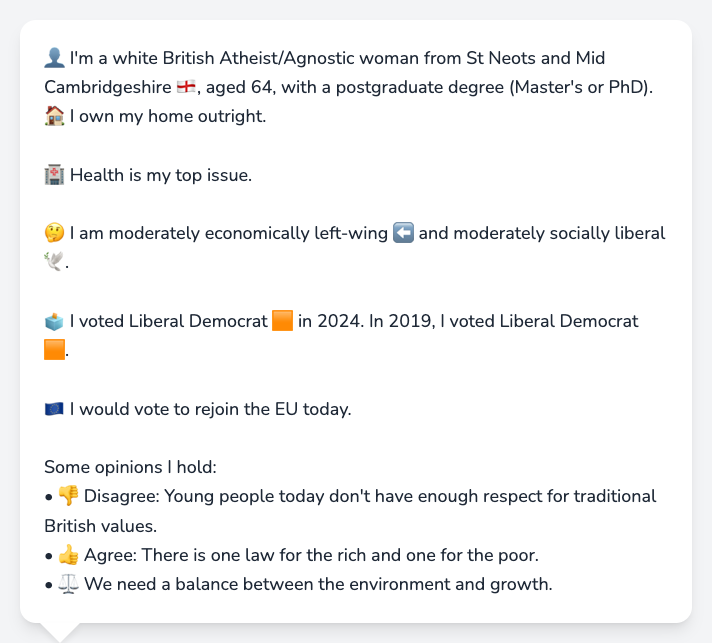 👤 I'm a white British Atheist/Agnostic woman from St Neots and Mid
Cambridgeshire 🏴󠁧󠁢󠁥󠁮󠁧󠁿, aged 64, with a postgraduate degree (Master's or PhD).
🏠 I own my home outright.
🏥 Health is my top issue.
🤔 I am moderately economically left-wing ⬅️ and moderately socially liberal
🕊️.
🗳️ I voted Liberal Democrat 🟧 in 2024. In 2019, I voted Liberal Democrat
🟧.
🇪🇺 I would vote to rejoin the EU today.
Some opinions I hold:
• 👎 Disagree: Young people today don't have enough respect for traditional
British values.
• 👍 Agree: There is one law for the rich and one for the poor.
• ⚖️ We need a balance between the environment and growth.